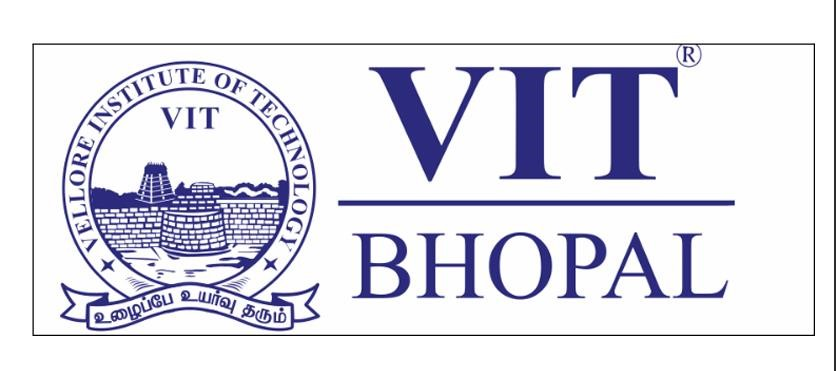 VELLORE INSTITUTE OF TECHNOLOGY
VIT
உழைப்பே உயர்வு தரும்
VIT®
BHOPAL